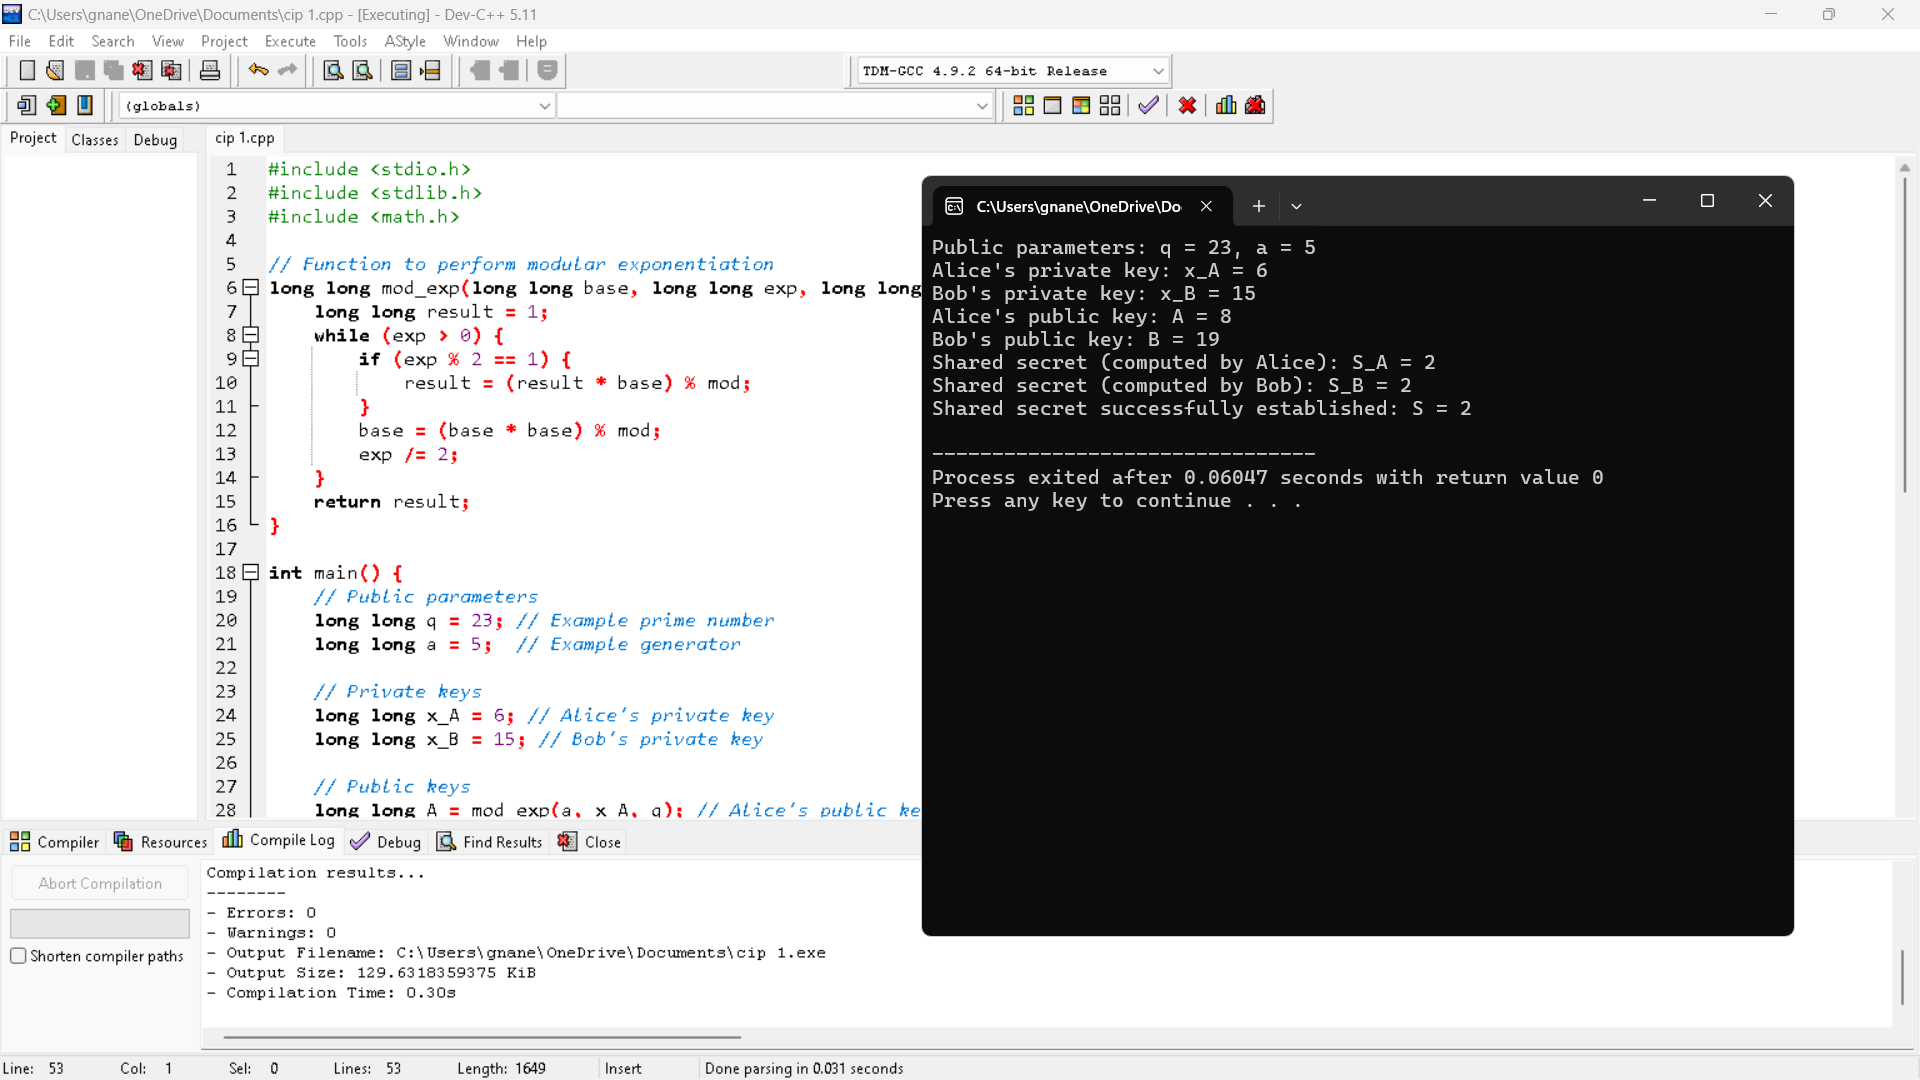 C:\Users\gnane\OneDrive\Documents\cip 1.cpp - [Executing] - Dev-C++ 5.11
File Edit Search View Project Execute Tools AStyle Window Help
TDM-GCC 4.9.2 64-bit Release
(globals)
Project Classes Debug
cip 1.cpp
1 #include <stdio.h>
2 #include <stdlib.h>
3 #include <math.h>
4
5 // Function to perform modular exponentiation
6 long long mod_exp(long long base, long long exp, long long
7 long long result = 1;
8 while (exp > 0) {
9 if (exp % 2 == 1) {
10 result = (result * base) % mod;
11 }
12 base = (base * base) % mod;
13 exp /= 2;
14 }
15 return result;
16 }
17
18 int main() {
19 // Public parameters
20 long long q = 23; // Example prime number
21 long long a = 5; // Example generator
22
23 // Private keys
24 long long x_A = 6; // Alice's private key
25 long long x_B = 15; // Bob's private key
26
27 // Public keys
28 long long A = mod_exp(a, x_A, q); // Alice's public ke
C:\Users\gnane\OneDrive\Do
Public parameters: q = 23, a = 5
Alice's private key: x_A = 6
Bob's private key: x_B = 15
Alice's public key: A = 8
Bob's public key: B = 19
Shared secret (computed by Alice): S_A = 2
Shared secret (computed by Bob): S_B = 2
Shared secret successfully established: S = 2
--------------------------------
Process exited after 0.06047 seconds with return value 0
Press any key to continue . . .
Compiler Resources Compile Log Debug Find Results Close
Abort Compilation
Shorten compiler paths
Compilation results...
--------
- Errors: 0
- Warnings: 0
- Output Filename: C:\Users\gnane\OneDrive\Documents\cip 1.exe
- Output Size: 129.6318359375 KiB
- Compilation Time: 0.30s
Line: 53 Col: 1 Sel: 0 Lines: 53 Length: 1649 Insert Done parsing in 0.031 seconds